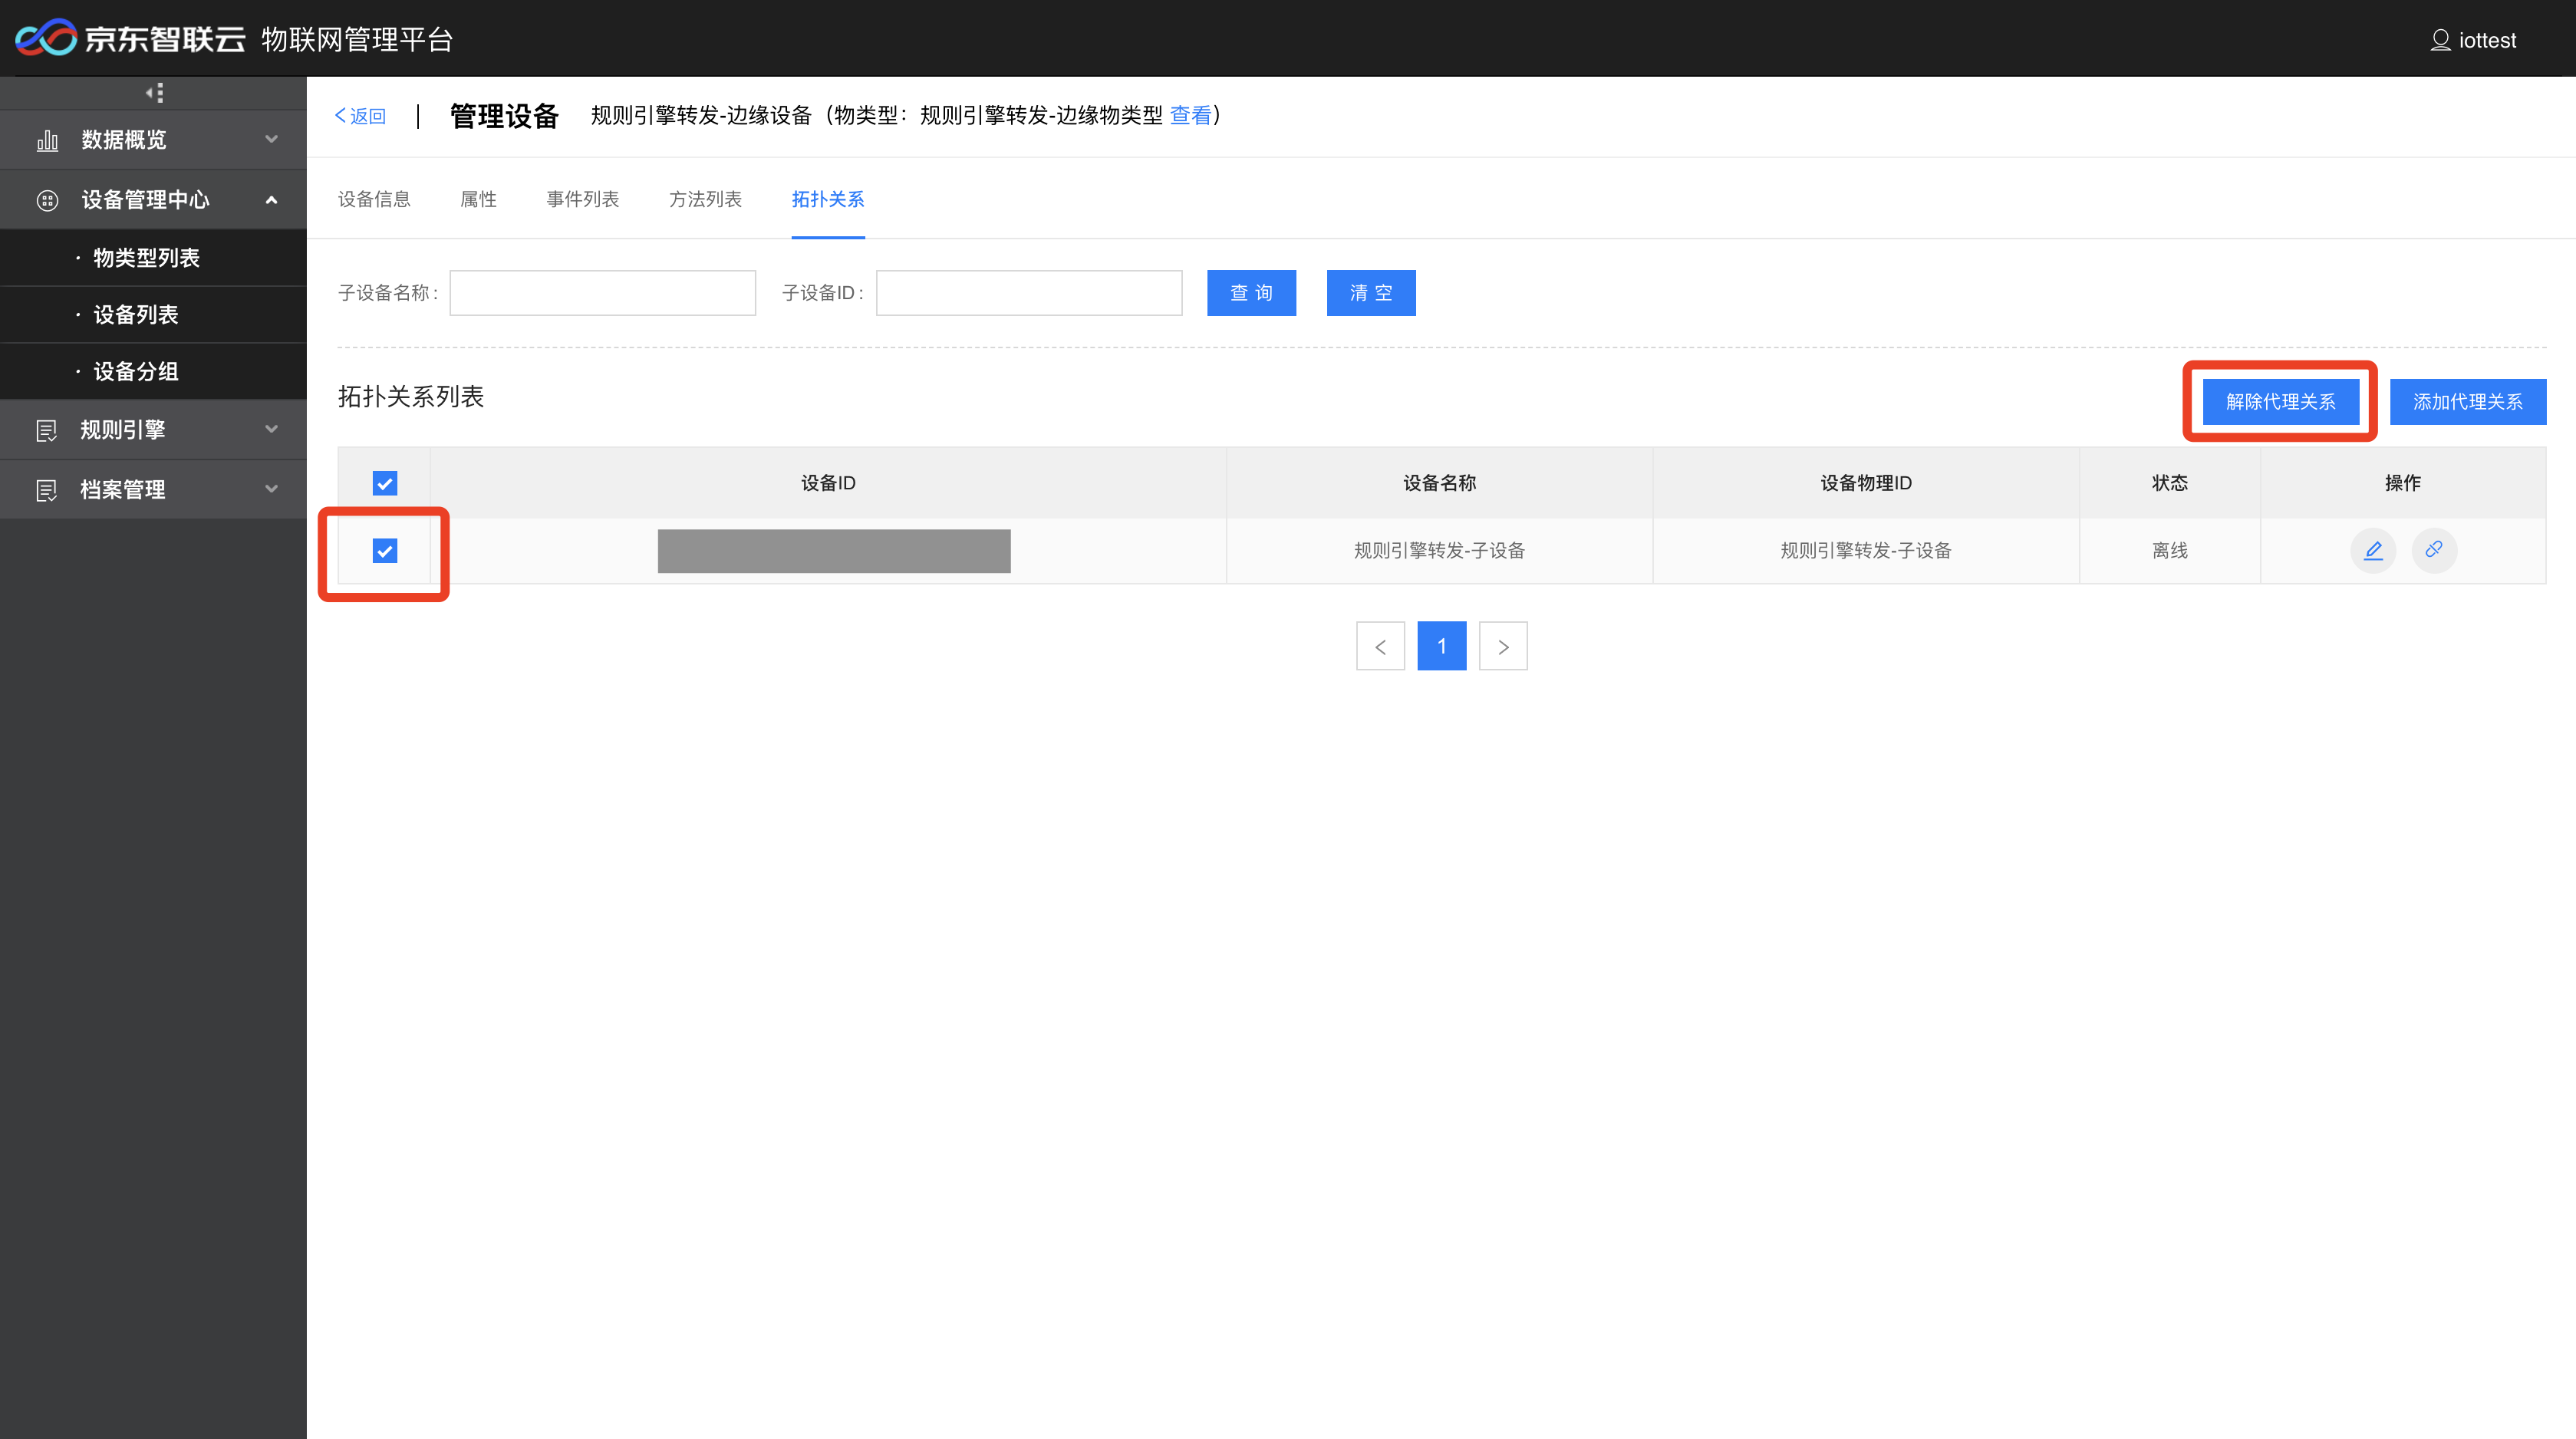 京东智联云 物联网管理平台
iottest
数据概览
设备管理中心
· 物类型列表
· 设备列表
· 设备分组
规则引擎
档案管理
<返回 | 管理设备 规则引擎转发-边缘设备（物类型：规则引擎转发-边缘物类型 查看）
设备信息 属性 事件列表 方法列表 拓扑关系
子设备名称： 子设备ID： 查 询 清 空
拓扑关系列表 解除代理关系 添加代理关系
设备ID 设备名称 设备物理ID 状态 操作
规则引擎转发-子设备 规则引擎转发-子设备 离线
< 1 >